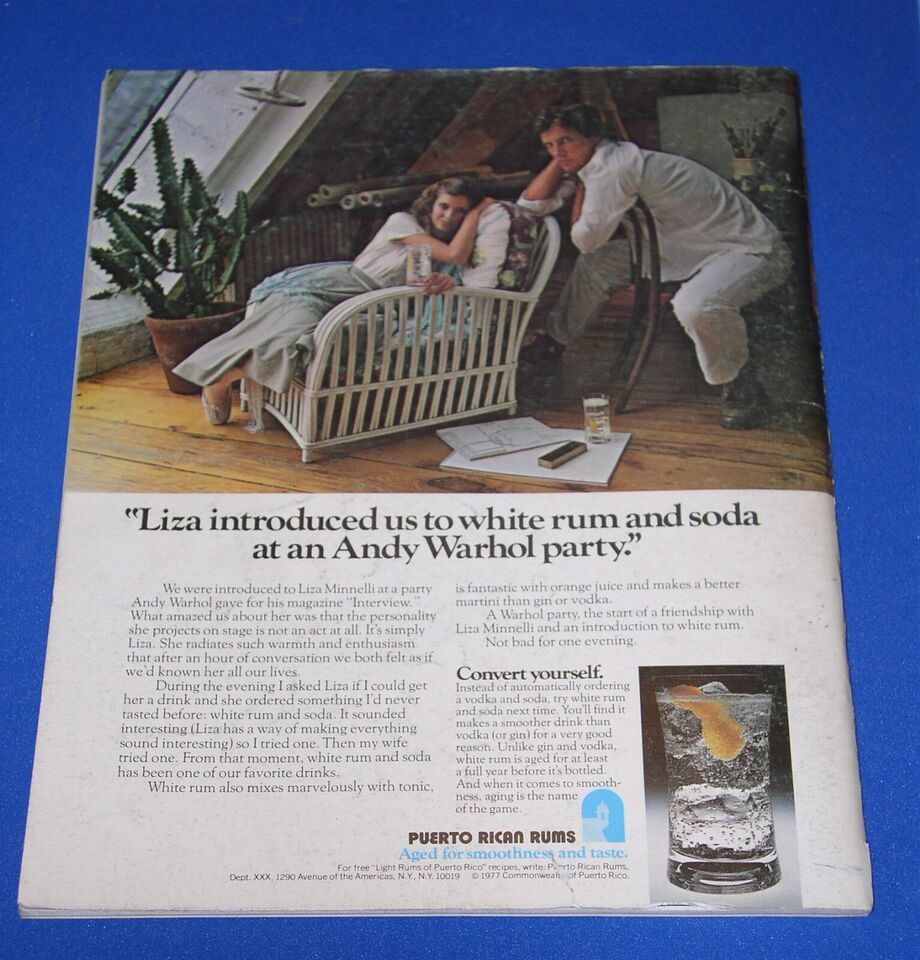 “Liza introduced us to white rum and soda
at an Andy Warhol party.”
We were introduced to Liza Minnelli at a party
Andy Warhol gave for his magazine "Interview."
What amazed us about her was that the personality
she projects on stage is not an act at all. It's simply
Liza. She radiates such warmth and enthusiasm
that after an hour of conversation we both felt as if
we'd known her all our lives.
During the evening I asked Liza if I could get
her a drink and she ordered something I'd never
tasted before: white rum and soda. It sounded
interesting (Liza has a way of making everything
sound interesting) so I tried one. Then my wife
tried one. From that moment, white rum and soda
has been one of our favorite drinks.
White rum also mixes marvelously with tonic,
is fantastic with orange juice and makes a better
martini than gin or vodka.
A Warhol party, the start of a friendship with
Liza Minnelli and an introduction to white rum.
Not bad for one evening.
Convert yourself.
Instead of automatically ordering
a vodka and soda, try white rum
and soda next time. You'll find it
makes a smoother drink than
vodka (or gin) for a very good
reason. Unlike gin and vodka,
white rum is aged for at least
a full year before it's bottled.
And when it comes to smooth-
ness, aging is the name
of the game.
PUERTO RICAN RUMS
Aged for smoothness and taste.
For free "Light Rums of Puerto Rico" recipes, write: Puerto Rican Rums,
Dept. XXX, 1290 Avenue of the Americas, N.Y., N.Y. 10019 © 1977 Commonwealth of Puerto Rico.